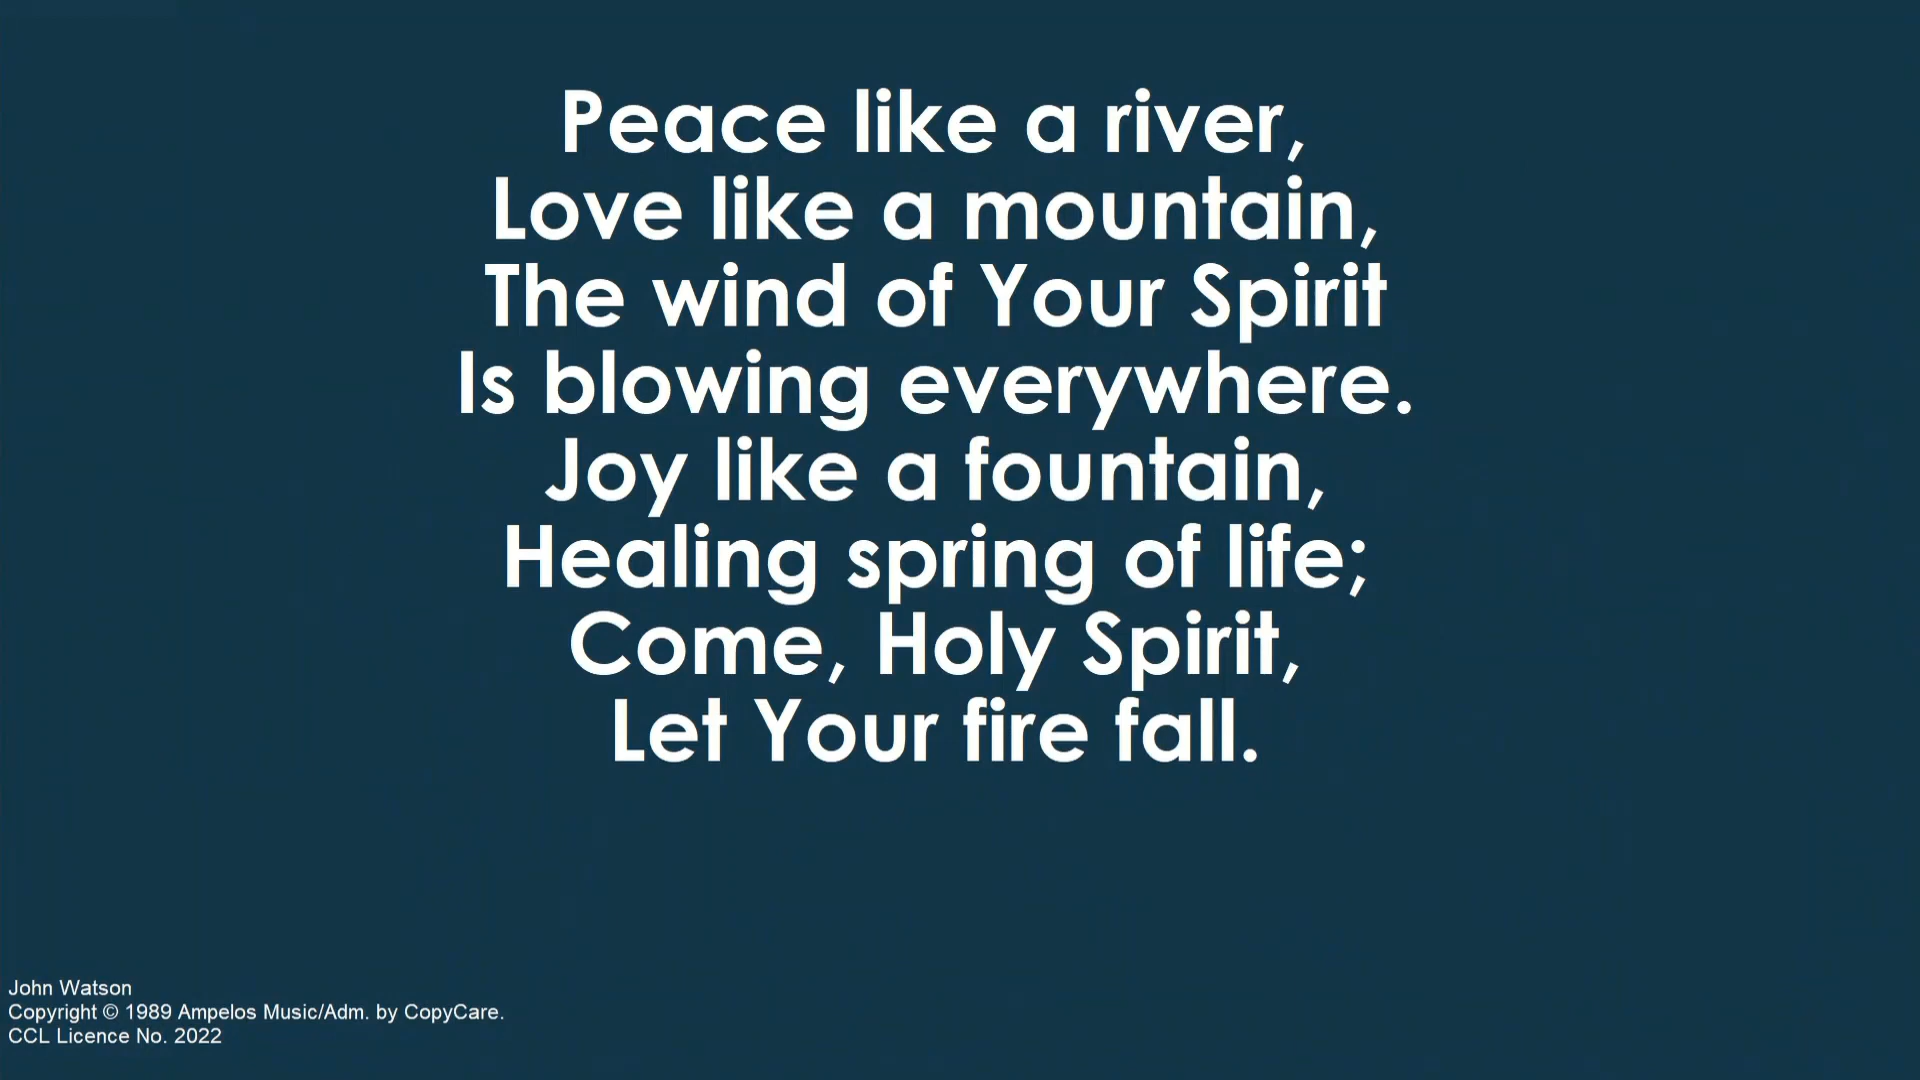 Peace like a river,
Love like a mountain,
The wind of Your Spirit
Is blowing everywhere.
Joy like a fountain,
Healing spring of life;
Come, Holy Spirit,
Let Your fire fall.
John Watson
Copyright © 1989 Ampelos Music/Adm. by CopyCare.
CCL Licence No. 2022